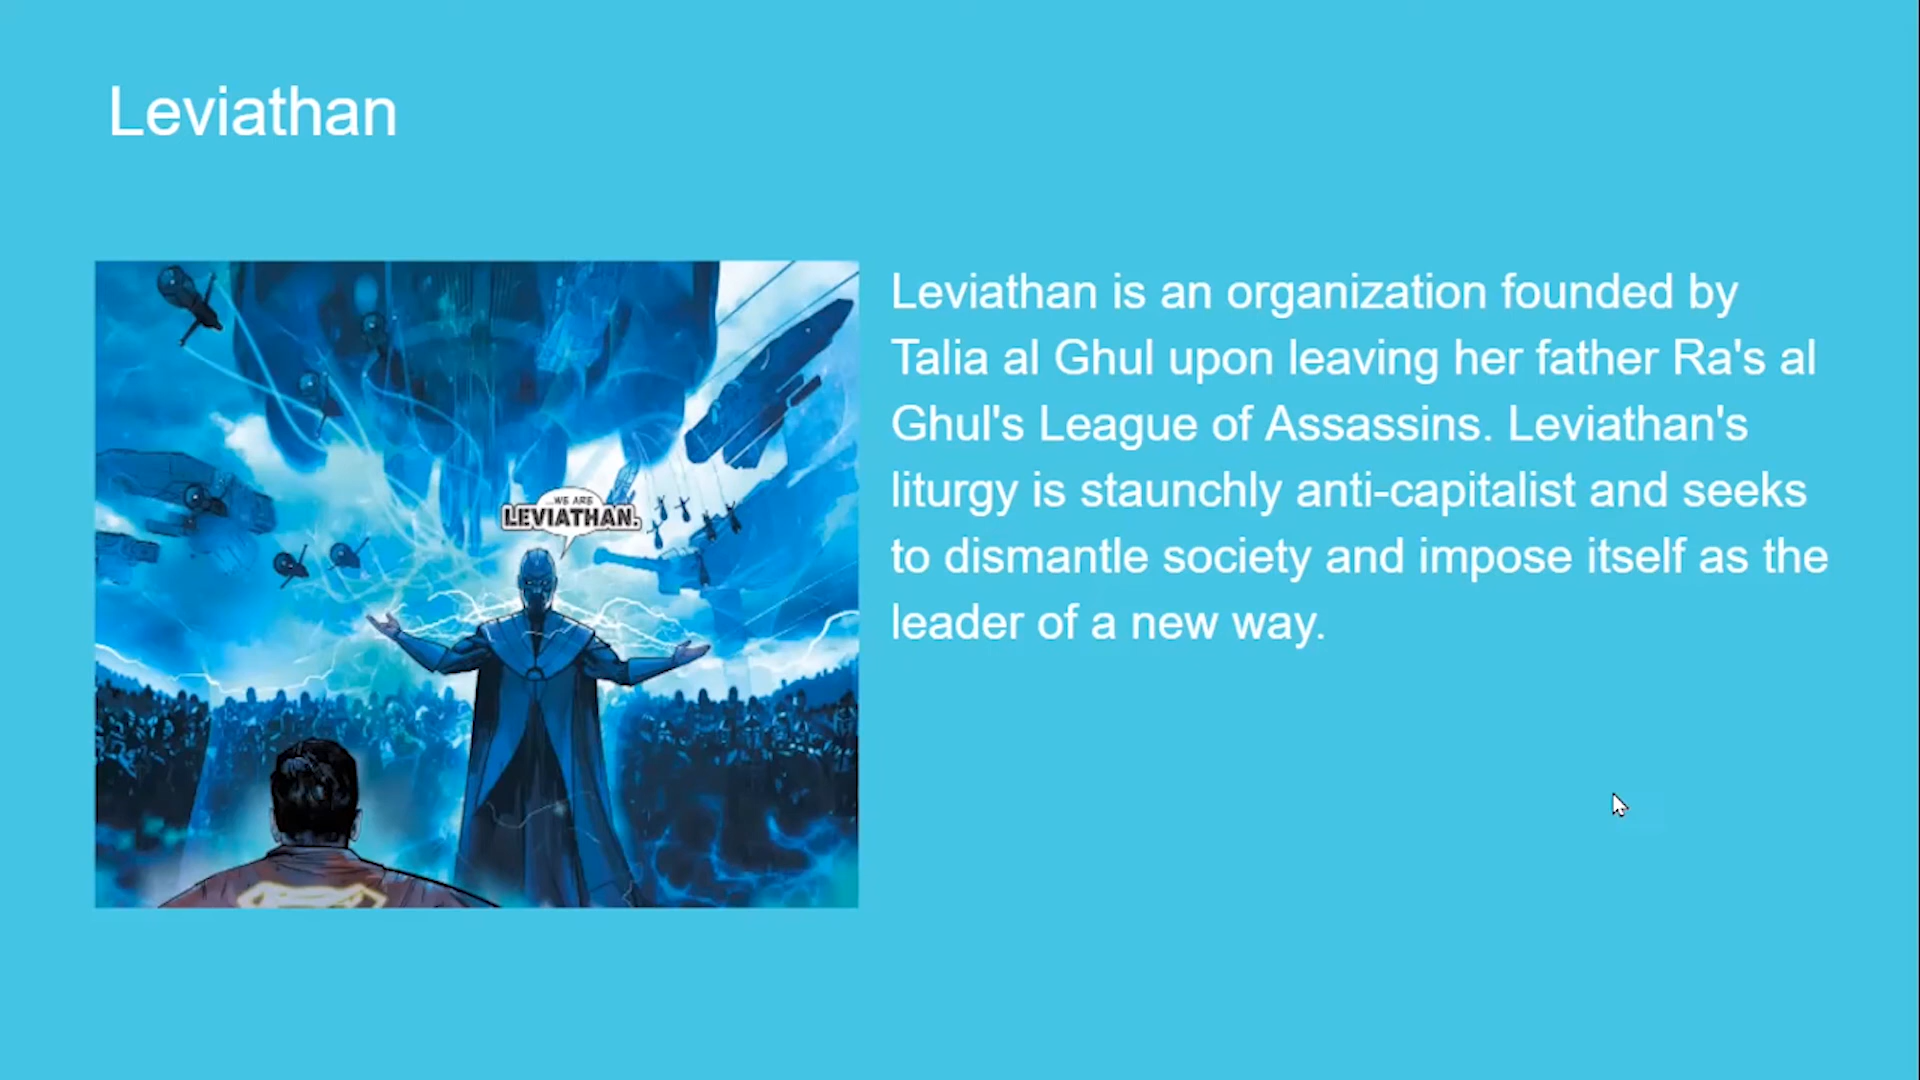 Leviathan
...WE ARE
LEVIATHAN.
Leviathan is an organization founded by
Talia al Ghul upon leaving her father Ra's al
Ghul's League of Assassins. Leviathan's
liturgy is staunchly anti-capitalist and seeks
to dismantle society and impose itself as the
leader of a new way.